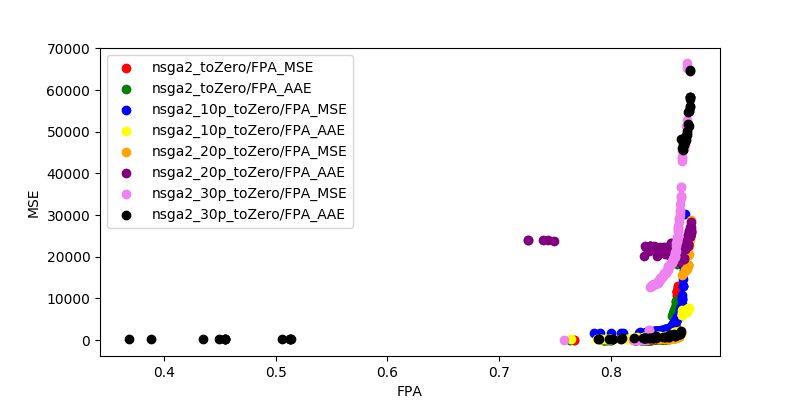 70000
60000
50000
40000
30000
20000
10000
0
MSE
nsga2_toZero/FPA_MSE
nsga2_toZero/FPA_AAE
nsga2_10p_toZero/FPA_MSE
nsga2_10p_toZero/FPA_AAE
nsga2_20p_toZero/FPA_MSE
nsga2_20p_toZero/FPA_AAE
nsga2_30p_toZero/FPA_MSE
nsga2_30p_toZero/FPA_AAE
0.4 0.5 0.6 0.7 0.8
FPA